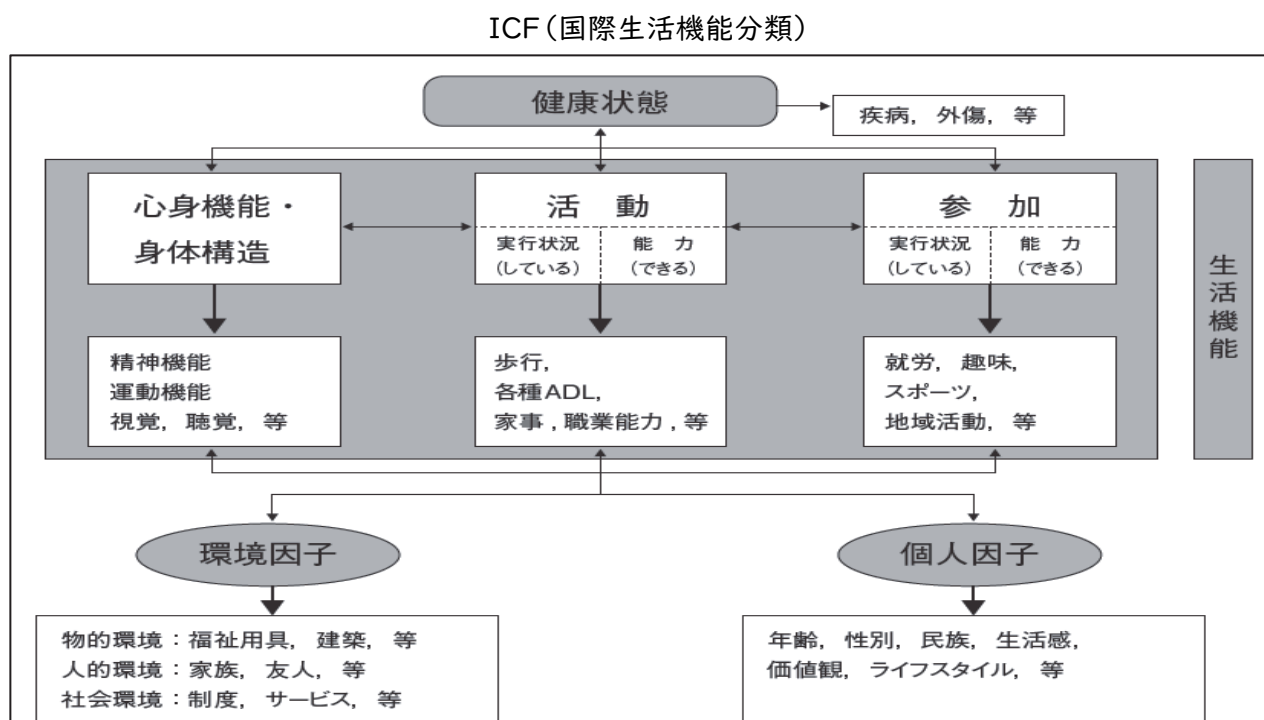 ICF（国際生活機能分類）
健康状態
疾病，外傷，等
心身機能・
身体構造
活　動
実行状況
（している）
能　力
（できる）
参　加
実行状況
（している）
能　力
（できる）
生活機能
精神機能
運動機能
視覚，聴覚，等
歩行，
各種ADL，
家事，職業能力，等
就労，趣味，
スポーツ，
地域活動，等
環境因子
個人因子
物的環境：福祉用具，建築，等
人的環境：家族，友人，等
社会環境：制度，サービス，等
年齢，性別，民族，生活感，
価値観，ライフスタイル，等